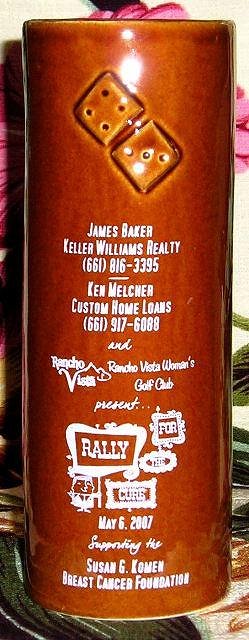 James Baker
Keller Williams Realty
(661) 816-3395
Ken Melcher
Custom Home Loans
(661) 917-6088
and
Rancho Vista
Rancho Vista Woman's
Golf Club
present...
RALLY
FOR
THE
CURE
May 6, 2007
Supporting the
Susan G. Komen
Breast Cancer Foundation